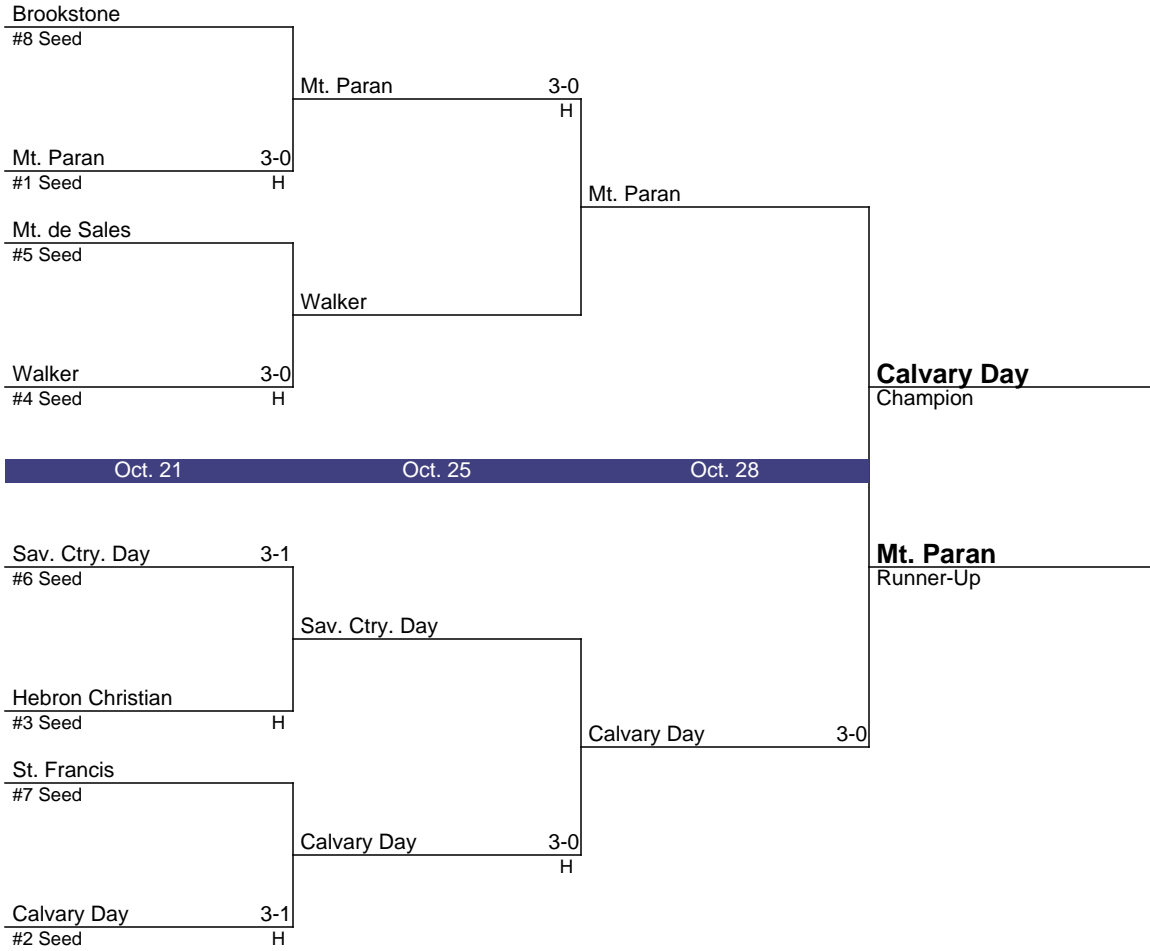 Brookstone
#8 Seed
Mt. Paran 3-0
H
Mt. Paran 3-0
#1 Seed H
Mt. Paran
Mt. de Sales
#5 Seed
Walker
Walker 3-0
#4 Seed H
Calvary Day
Champion
Oct. 21 Oct. 25 Oct. 28
Sav. Ctry. Day 3-1
#6 Seed
Mt. Paran
Runner-Up
Sav. Ctry. Day
Hebron Christian
#3 Seed H
Calvary Day 3-0
St. Francis
#7 Seed
Calvary Day 3-0
H
Calvary Day 3-1
#2 Seed H